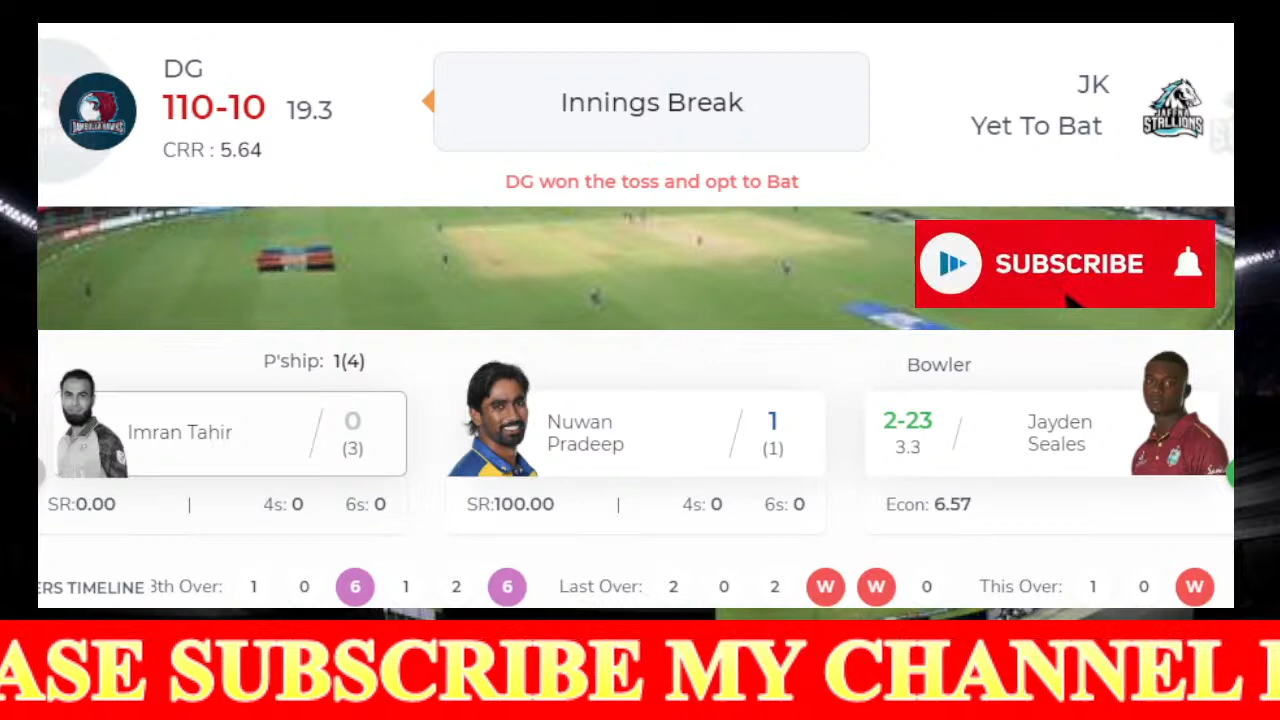 DG
110-10 19.3
CRR : 5.64
DAMBULLA HAWKS
Innings Break
DG won the toss and opt to Bat
JK
Yet To Bat
JAFFNA
STALLIONS
SUBSCRIBE
P'ship: 1(4)
Imran Tahir 0
(3)
SR:0.00 | 4s: 0 6s: 0
Nuwan
Pradeep
1
(1)
SR:100.00 | 4s: 0 6s: 0
Bowler
2-23
3.3
Jayden
Seales
Econ: 6.57
ERS TIMELINE 3th Over: 1 0 6 1 2 6 Last Over: 2 0 2 W W 0 This Over: 1 0 W
ASE SUBSCRIBE MY CHANNEL